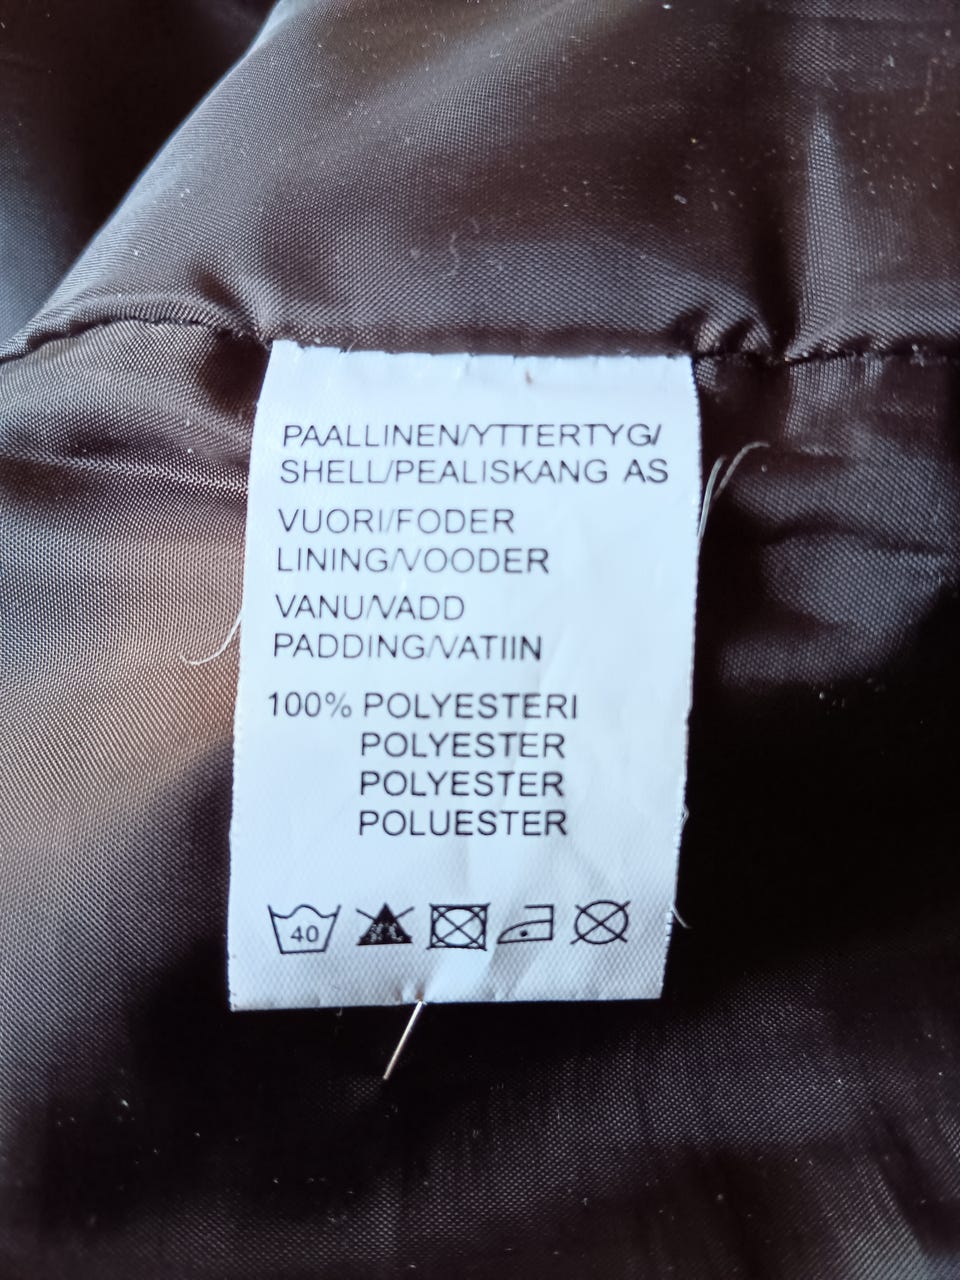 PAALLINEN/YTTERTYG/
SHELL/PEALISKANG AS
VUORI/FODER
LINING/VOODER
VANU/VADD
PADDING/VATIIN
100% POLYESTERI
POLYESTER
POLYESTER
POLUESTER
40